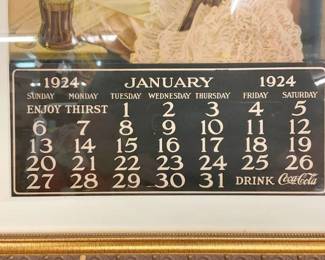 1924 JANUARY 1924
SUNDAY MONDAY TUESDAY WEDNESDAY THURSDAY FRIDAY SATURDAY
ENJOY THIRST 1 2 3 4 5
6 7 8 9 10 11 12
13 14 15 16 17 18 19
20 21 22 23 24 25 26
27 28 29 30 31 DRINK Coca-Cola